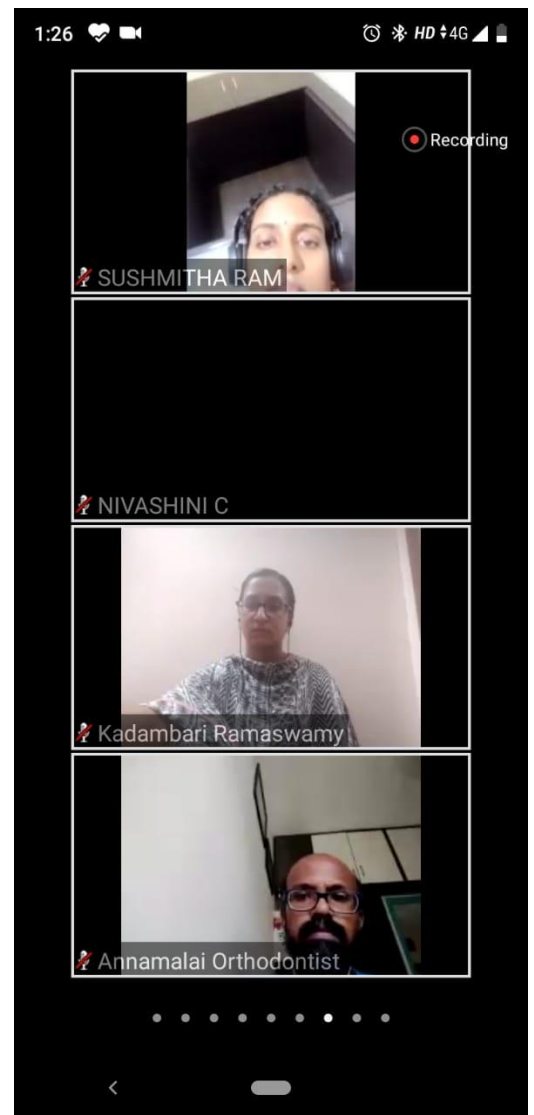 1:26 HD 4G
Recording
SUSHMITHA RAM
NIVASHINI C
Kadambari Ramaswamy
Annamalai Orthodontist